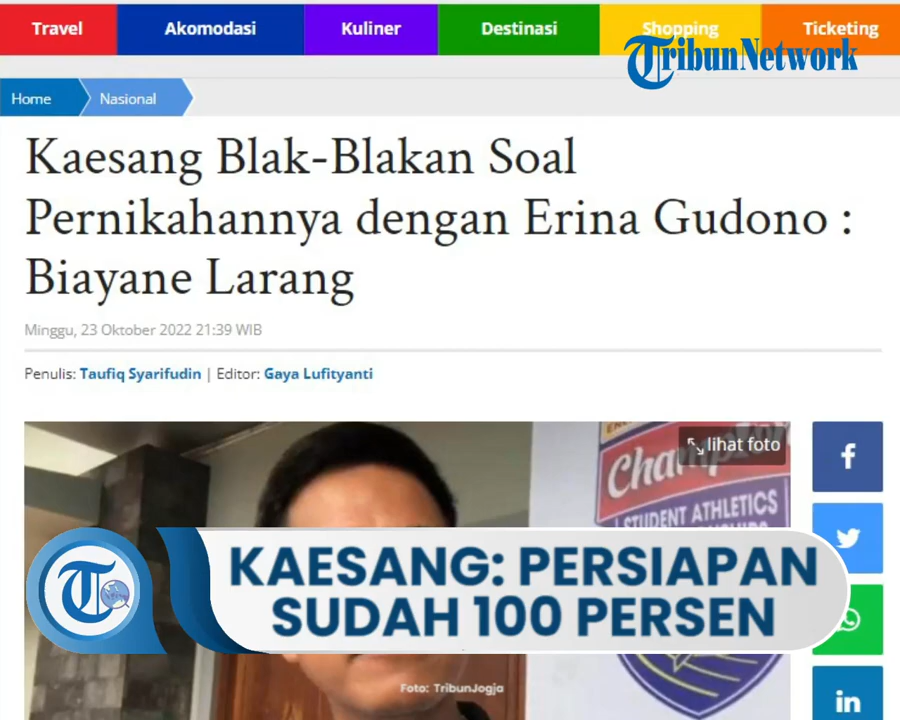 Travel
Akomodasi
Kuliner
Destinasi
Shopping
Ticketing
TribunNetwork
Home
Nasional
Kaesang Blak-Blakan Soal
Pernikahannya dengan Erina Gudono :
Biayane Larang
Minggu, 23 Oktober 2022 21:39 WIB
Penulis: Taufiq Syarifudin | Editor: Gaya Lufityanti
lihat foto
STUDENT ATHLETICS
KAESANG: PERSIAPAN
SUDAH 100 PERSEN
Foto: TribunJogja